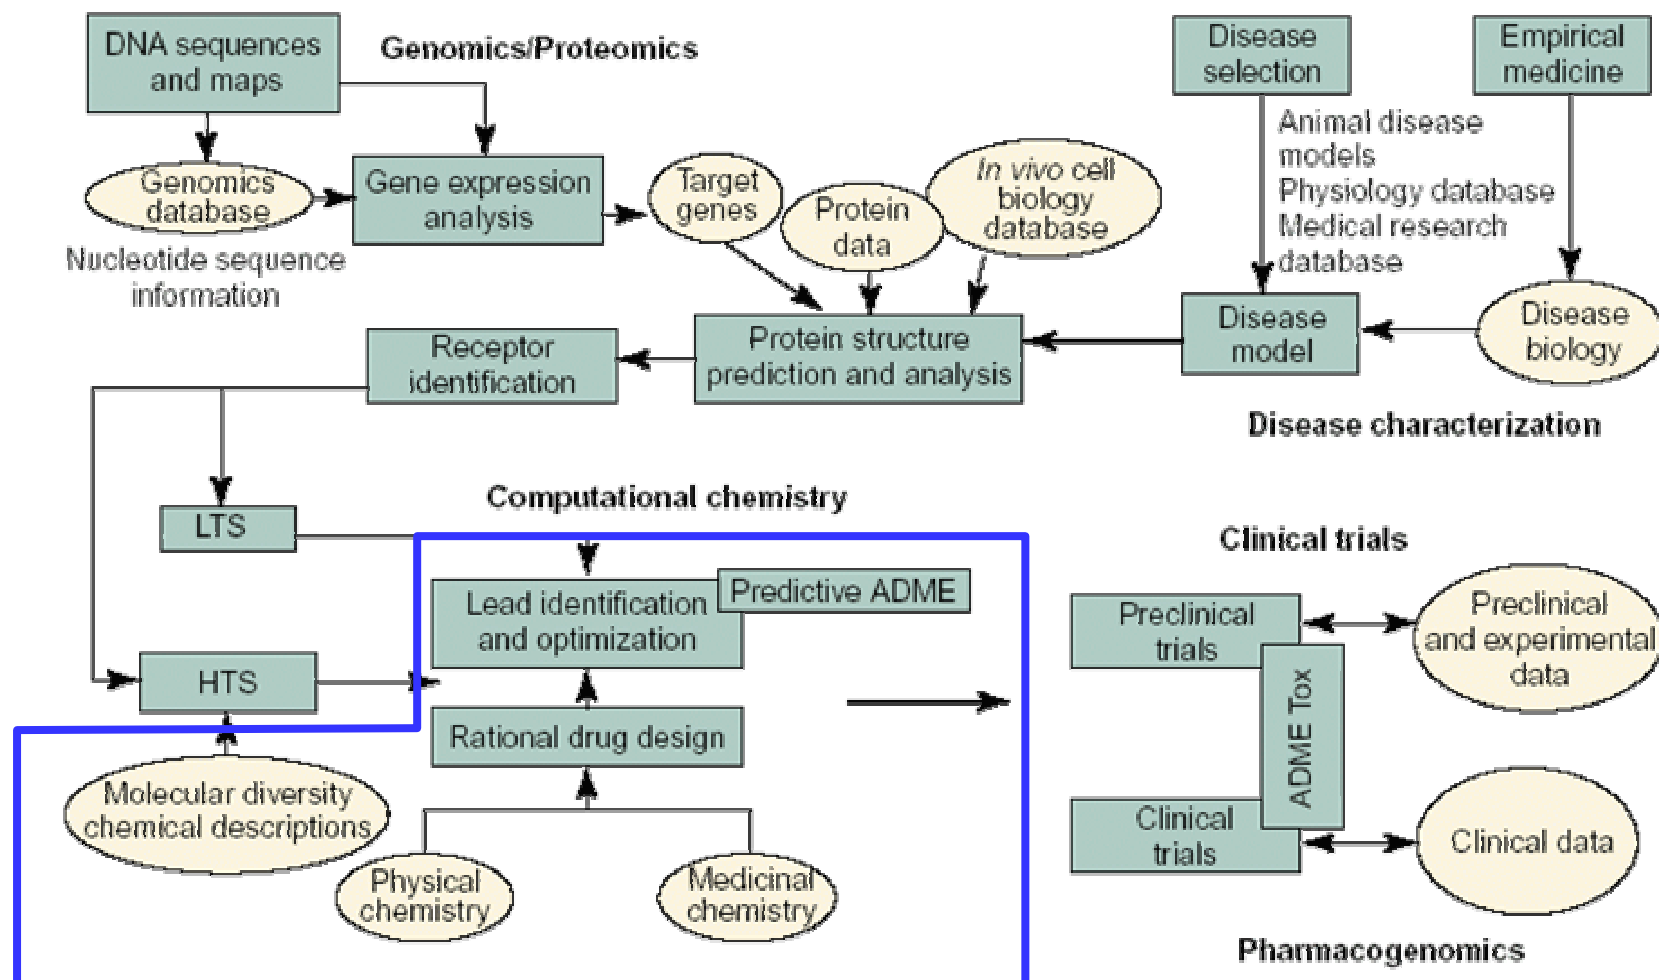 DNA sequences
and maps
Genomics/Proteomics
Disease
selection
Empirical
medicine
Genomics
database
Nucleotide sequence
information
Gene expression
analysis
Target
genes
Protein
data
In vivo cell
biology
database
Animal disease
models
Physiology database
Medical research
database
Receptor
identification
Protein structure
prediction and analysis
Disease
model
Disease
biology
Disease characterization
LTS
Computational chemistry
Clinical trials
Lead identification
and optimization
Predictive ADME
Preclinical
trials
Preclinical
and experimental
data
HTS
Rational drug design
ADME Tox
Molecular diversity
chemical descriptions
Physical
chemistry
Medicinal
chemistry
Clinical
trials
Clinical data
Pharmacogenomics